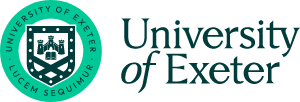 UNIVERSITY OF EXETER
LUCEM SEQUIMUR
University
of Exeter